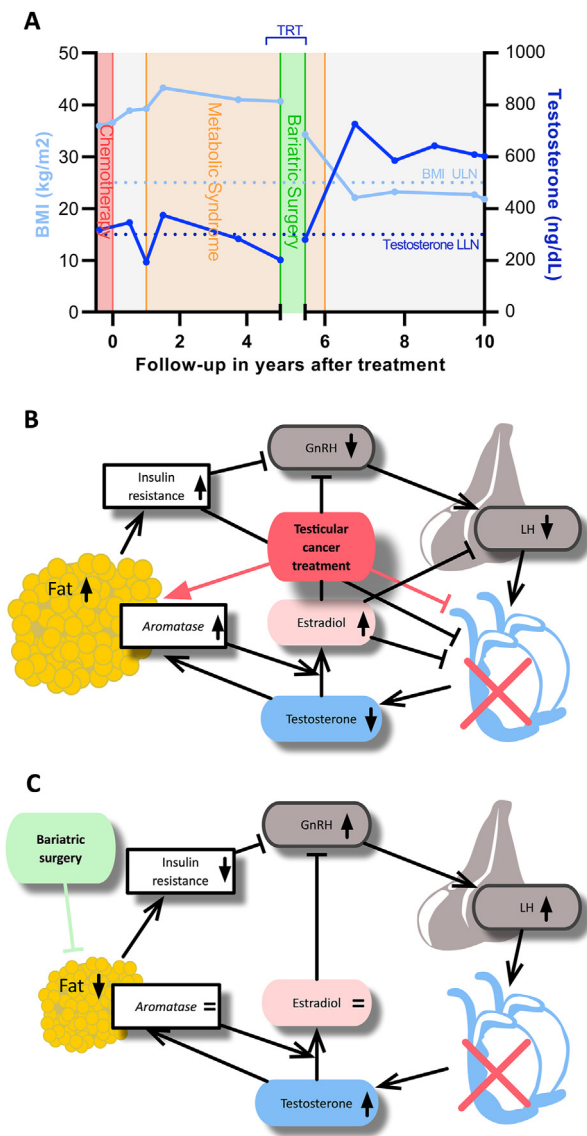 A
TRT
50
40
30
20
10
0
BMI (kg/m2)
Chemotherapy
Metabolic Syndrome
Bariatric Surgery
BMI ULN
Testosterone LLN
1000
800
600
400
200
0
Testosterone (ng/dL)
0 2 4 6 8 10
Follow-up in years after treatment
B
GnRH
Insulin
resistance
LH
Testicular
cancer
treatment
Fat
Aromatase
Estradiol
Testosterone
C
Bariatric
surgery
GnRH
Insulin
resistance
LH
Fat
Aromatase =
Estradiol =
Testosterone